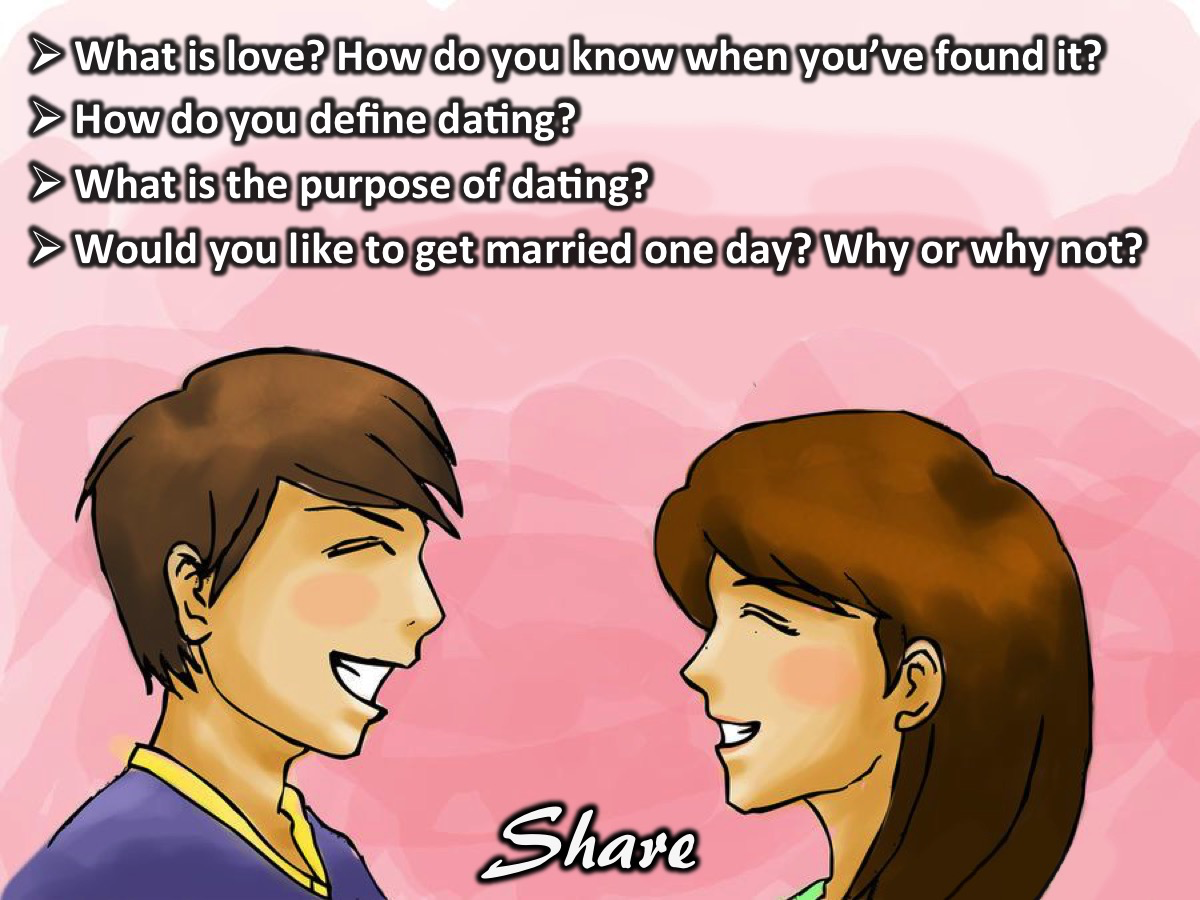 ➢ What is love? How do you know when you’ve found it?
➢ How do you define dating?
➢ What is the purpose of dating?
➢ Would you like to get married one day? Why or why not?
Share